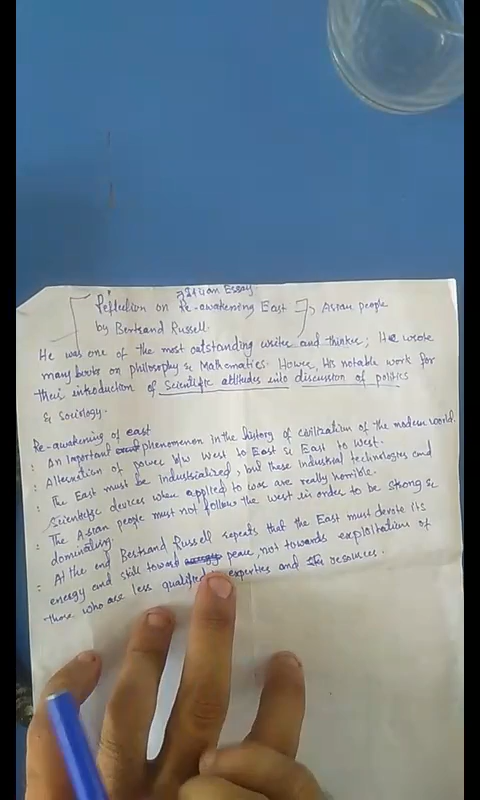 It is an Essay.
Reflection on Re-awakening East → Asian people
by Bertrand Russell.
He was one of the most outstanding writer and thinker; He wrote
many books on philosophy & Mathematics. Hower, His notable work for
their introduction of Scientific attitudes into discussion of politics
& Sociology.
Re-awakening of east
: An important phenomenon in the history of civilization of the modern world.
: Alternation of power b/w West to East & East to West.
: The East must be industrialized, but these industrial technologies and
Scientific devices when applied to war are really horrible.
: The Asian people must not follow the west in order to be strong &
dominating.
: At the end Bertrand Russell repeats that the East must devote its
energy and skill toward peace, not towards exploitation of
those who are less qualified experties and resources.